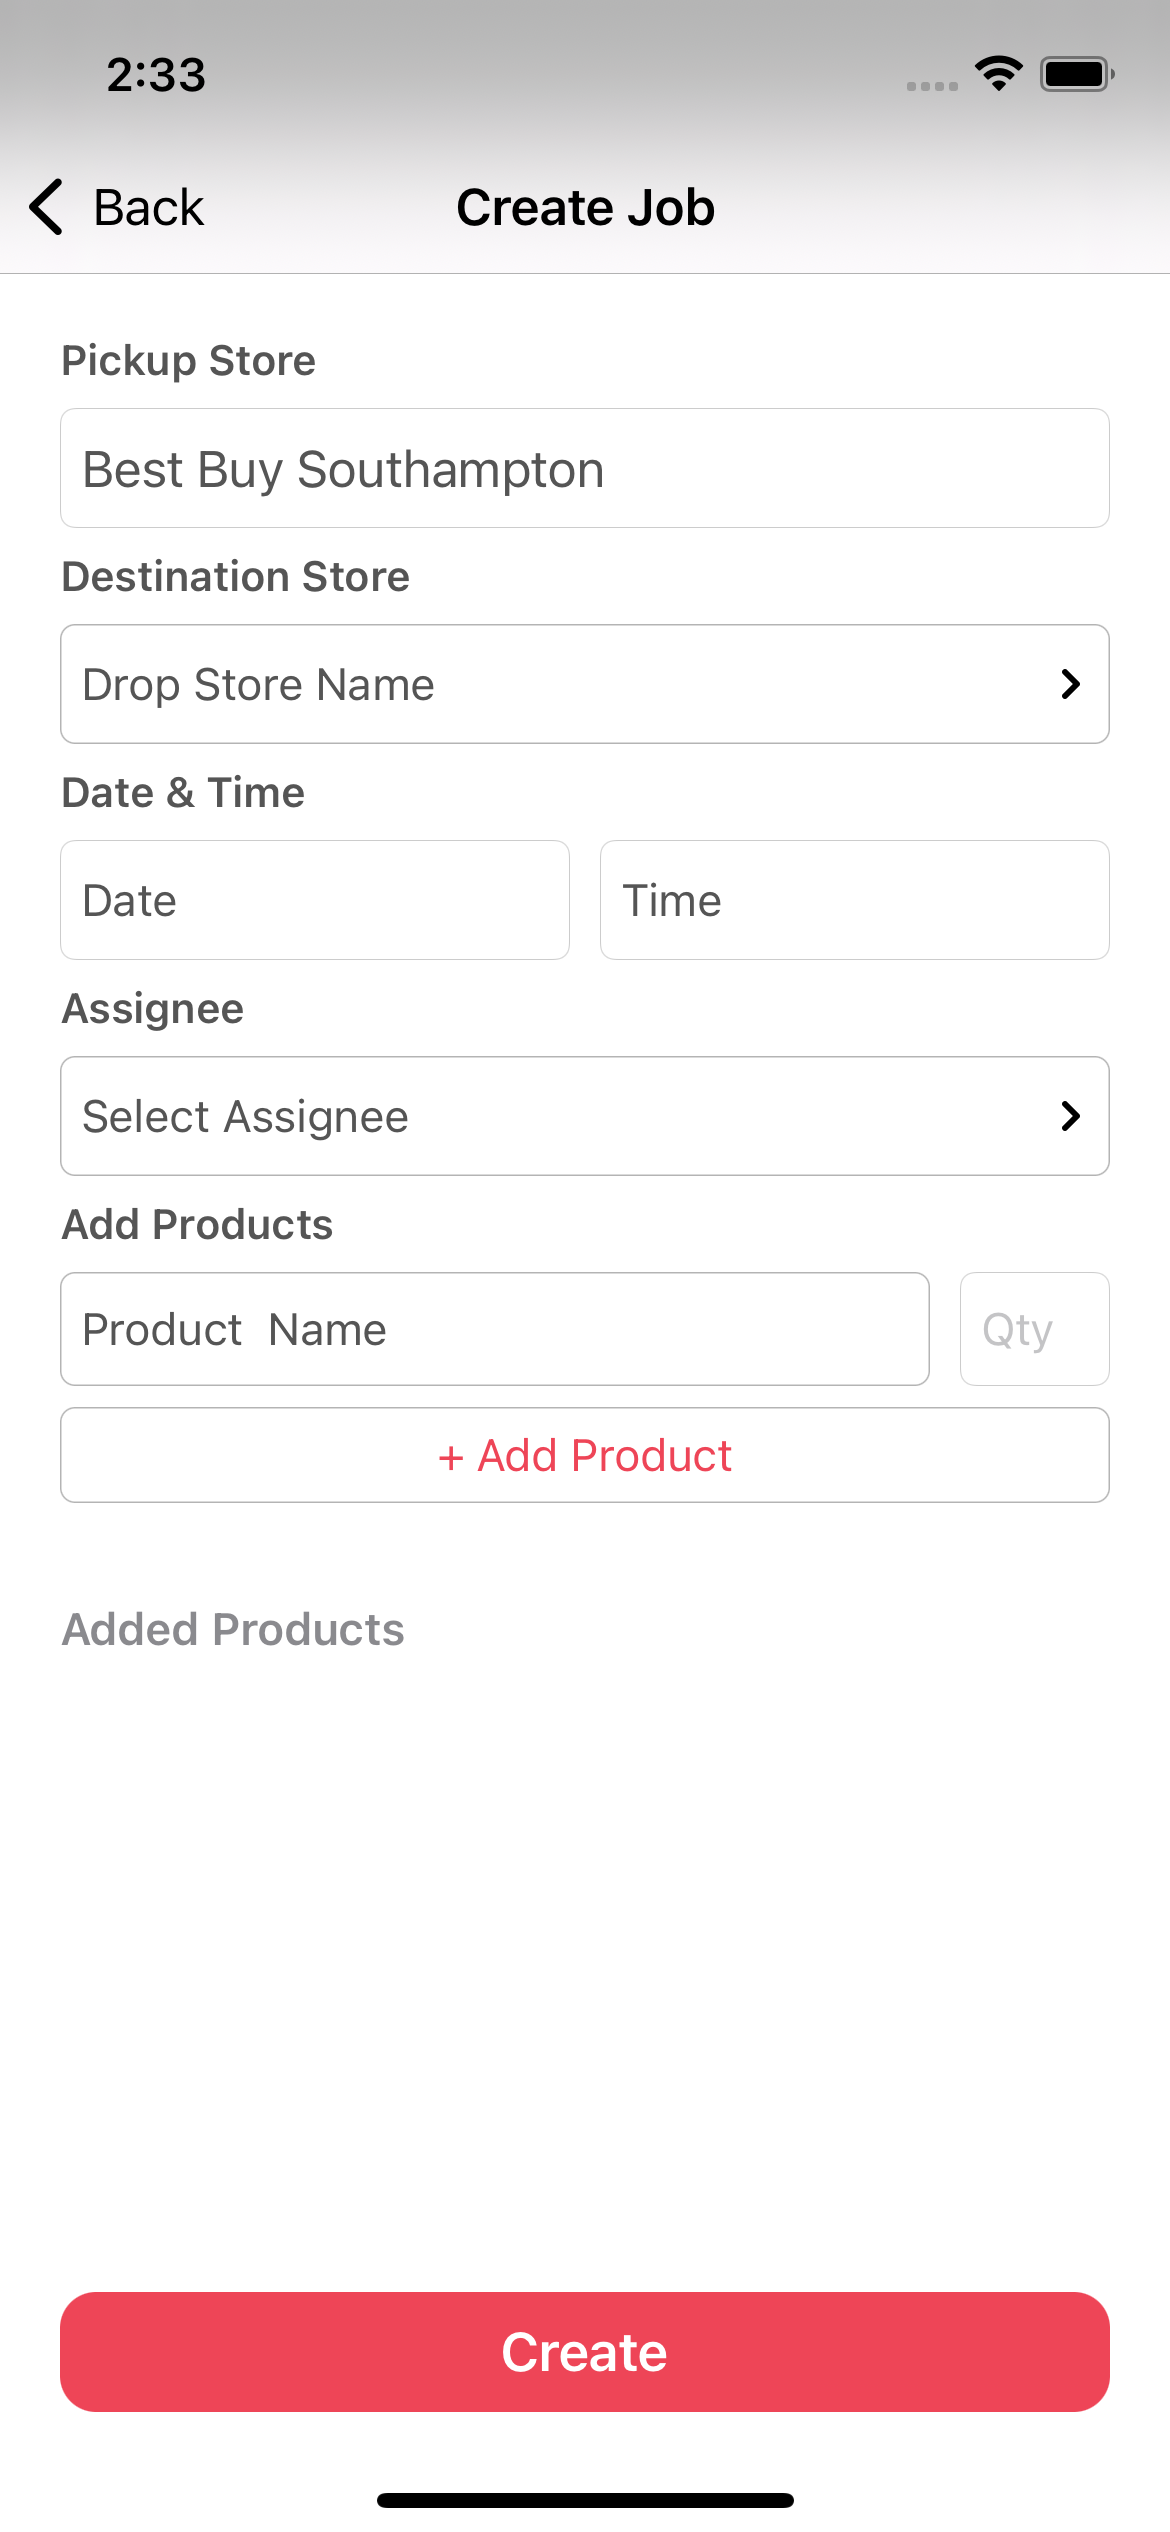 2:33
Back
Create Job
Pickup Store
Best Buy Southampton
Destination Store
Drop Store Name
Date & Time
Date
Time
Assignee
Select Assignee
Add Products
Product  Name
Qty
+ Add Product
Added Products
Create